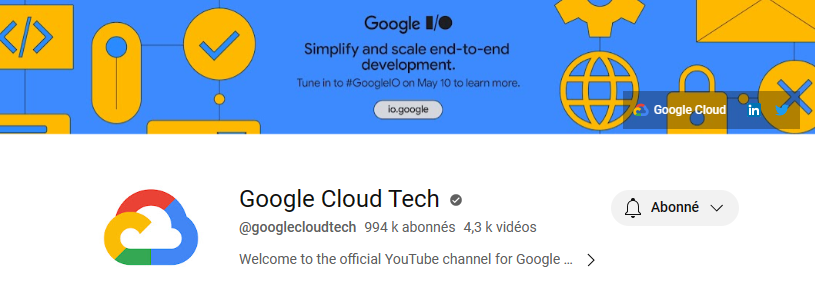 Google I/O
Simplify and scale end-to-end
development.
Tune in to #GoogleIO on May 10 to learn more.
io.google
Google Cloud in
Google Cloud Tech
@googlecloudtech 994 k abonnés 4,3 k vidéos
Abonné
Welcome to the official YouTube channel for Google ...